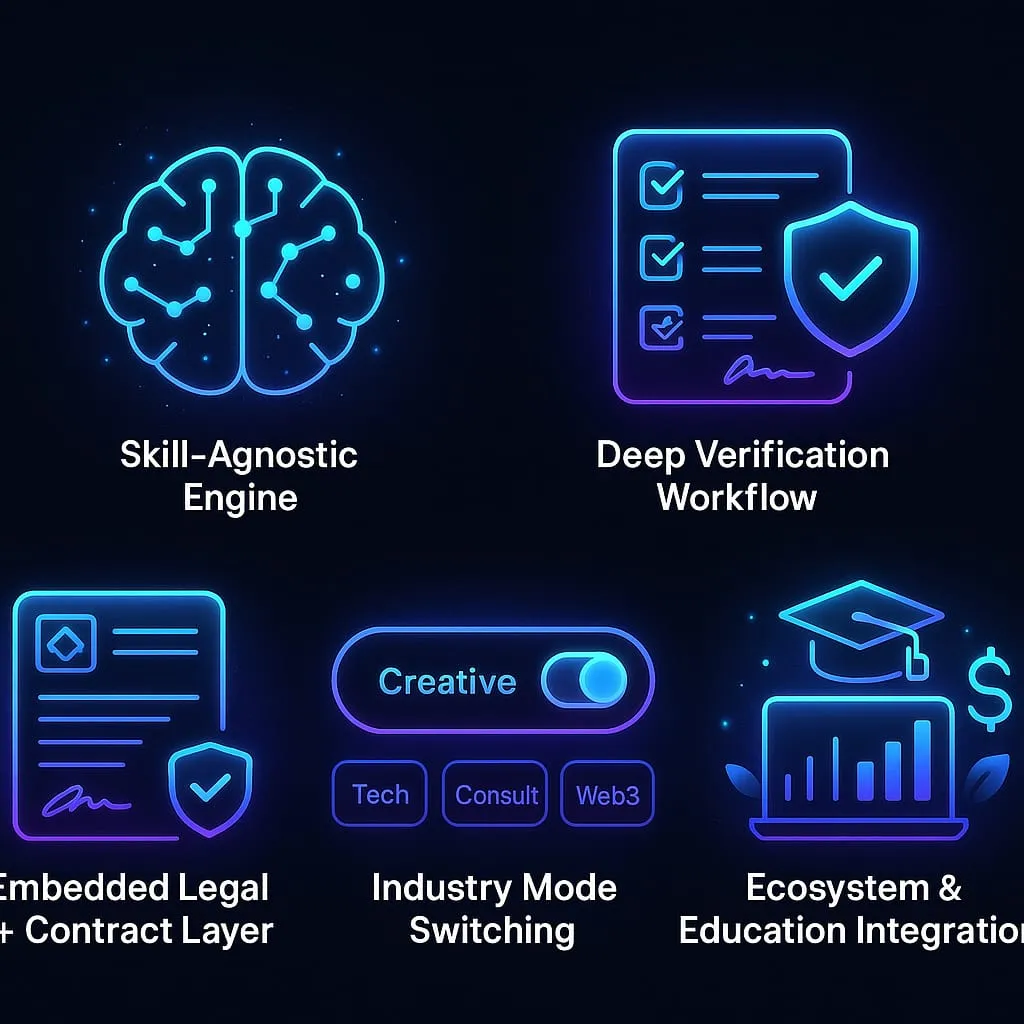 Skill-Agnostic
Engine
Deep Verification
Workflow
Creative
Tech
Consult
Web3
$
Embedded Legal
+ Contract Layer
Industry Mode
Switching
Ecosystem &
Education Integration